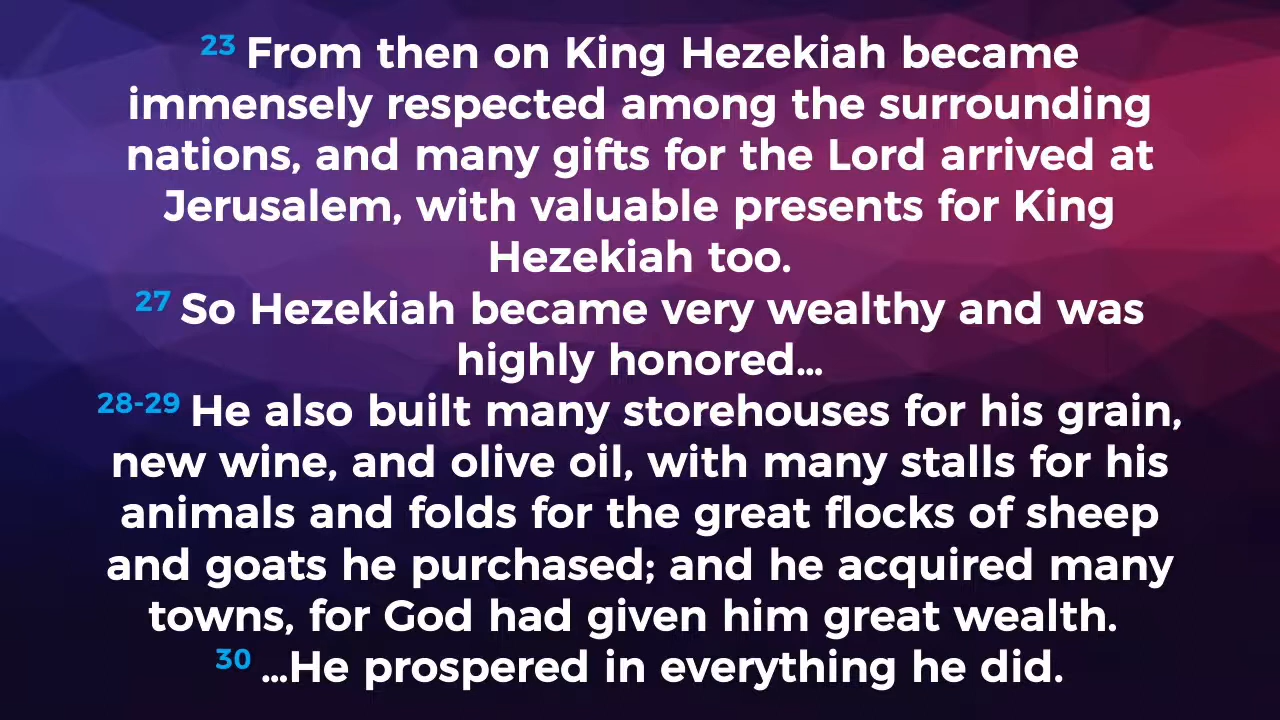 23 From then on King Hezekiah became
immensely respected among the surrounding
nations, and many gifts for the Lord arrived at
Jerusalem, with valuable presents for King
Hezekiah too.
27 So Hezekiah became very wealthy and was
highly honored...
28-29 He also built many storehouses for his grain,
new wine, and olive oil, with many stalls for his
animals and folds for the great flocks of sheep
and goats he purchased; and he acquired many
towns, for God had given him great wealth.
30 ...He prospered in everything he did.